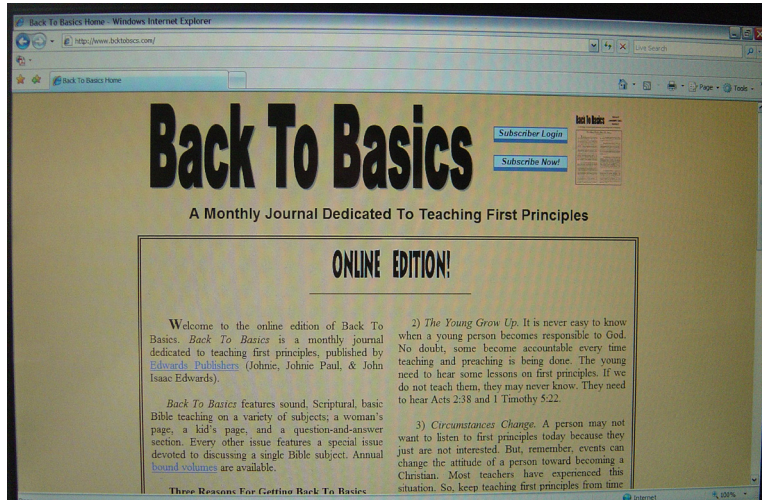 Back To Basics Home - Windows Internet Explorer
http://www.bcktobscs.com/
Live Search
Back To Basics Home
Page
Tools
Back To Basics
Subscriber Login
Subscribe Now!
Back To Basics
A Monthly Journal Dedicated To Teaching First Principles
ONLINE EDITION!
Welcome to the online edition of Back To
Basics. Back To Basics is a monthly journal
dedicated to teaching first principles, published by
Edwards Publishers (Johnie, Johnie Paul, & John
Isaac Edwards).
Back To Basics features sound, Scriptural, basic
Bible teaching on a variety of subjects; a woman's
page, a kid's page, and a question-and-answer
section. Every other issue features a special issue
devoted to discussing a single Bible subject. Annual
bound volumes are available.
Three Reasons For Getting Back To Basics
2) The Young Grow Up. It is never easy to know
when a young person becomes responsible to God.
No doubt, some become accountable every time
teaching and preaching is being done. The young
need to hear some lessons on first principles. If we
do not teach them, they may never know. They need
to hear Acts 2:38 and 1 Timothy 5:22.
3) Circumstances Change. A person may not
want to listen to first principles today because they
just are not interested. But, remember, events can
change the attitude of a person toward becoming a
Christian. Most teachers have experienced this
situation. So, keep teaching first principles from time
Internet
100%